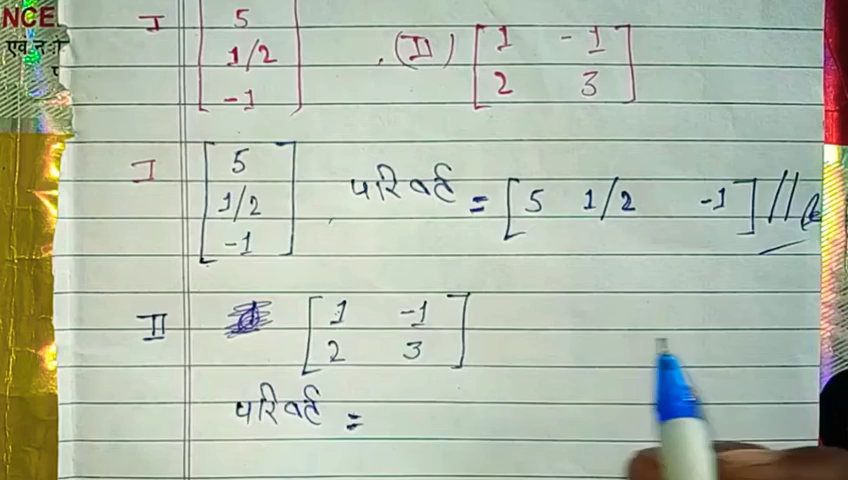 NCE
एवं न
I [5 1/2 -1] , (II) [1 -1 2 3]
I [5 1/2 -1] परिवर्त = [5 1/2 -1] //
II [1 -1 2 3]
परिवर्त =